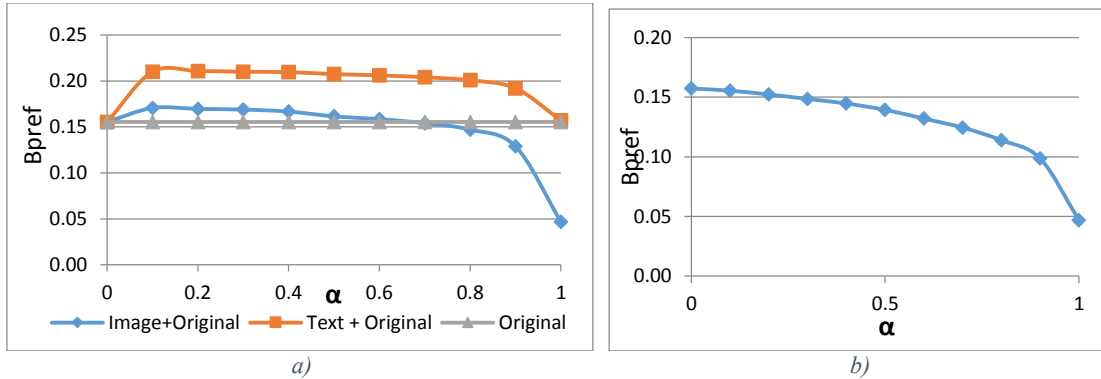 0.25
0.20
0.15
0.10
0.05
0.00
Bpref
0 0.2 0.4 0.6 0.8 1
α
Image+Original Text + Original Original
a)
0.20
0.15
0.10
0.05
0.00
Bpref
0 0.5 1
α
b)